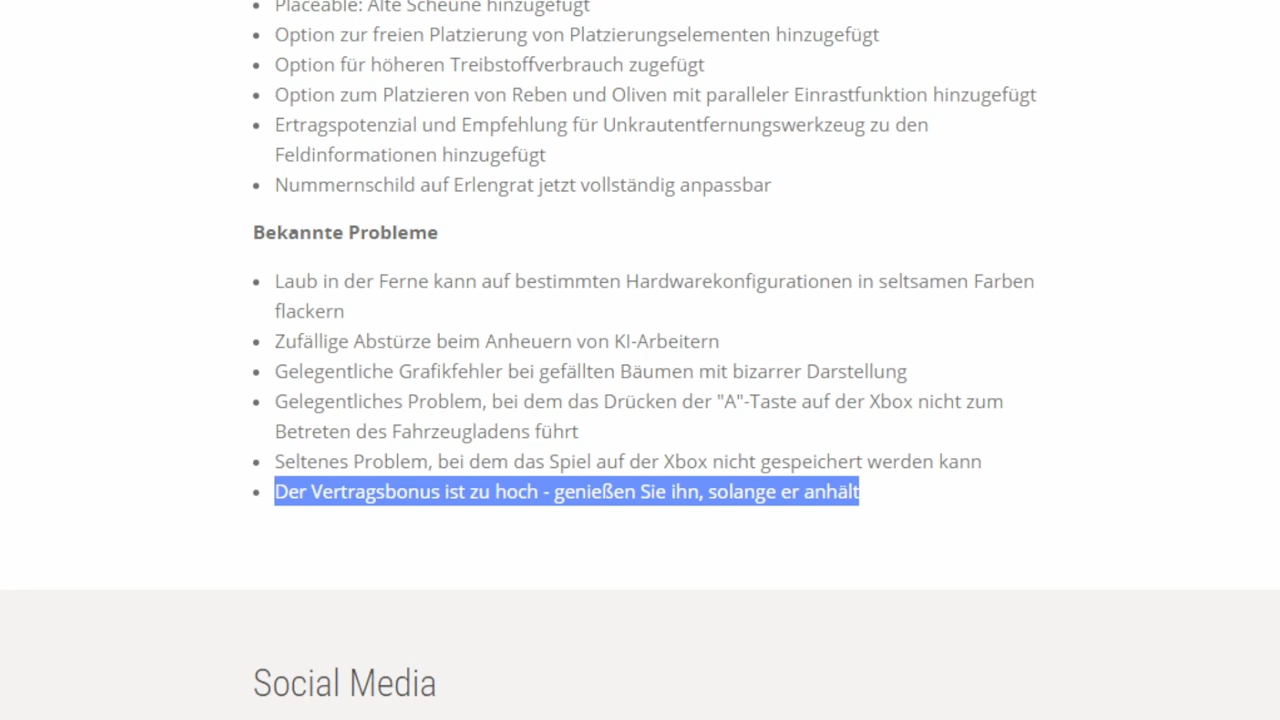 Placeable: Alte Scheune hinzugefügt
Option zur freien Platzierung von Platzierungselementen hinzugefügt
Option für höheren Treibstoffverbrauch zugefügt
Option zum Platzieren von Reben und Oliven mit paralleler Einrastfunktion hinzugefügt
Ertragspotenzial und Empfehlung für Unkrautentfernungswerkzeug zu den
Feldinformationen hinzugefügt
Nummernschild auf Erlengrat jetzt vollständig anpassbar
Bekannte Probleme
Laub in der Ferne kann auf bestimmten Hardwarekonfigurationen in seltsamen Farben
flackern
Zufällige Abstürze beim Anheuern von KI-Arbeitern
Gelegentliche Grafikfehler bei gefällten Bäumen mit bizarrer Darstellung
Gelegentliches Problem, bei dem das Drücken der "A"-Taste auf der Xbox nicht zum
Betreten des Fahrzeugladens führt
Seltenes Problem, bei dem das Spiel auf der Xbox nicht gespeichert werden kann
Der Vertragsbonus ist zu hoch - genießen Sie ihn, solange er anhält
Social Media